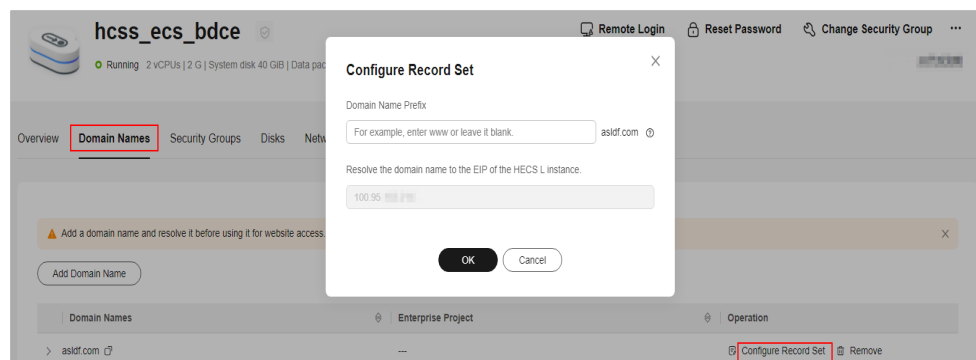 hcss_ecs_bdce
Remote Login
Reset Password
Change Security Group
Running 2 vCPUs | 2 G | System disk 40 GiB | Data pac
Configure Record Set
Domain Name Prefix
For example, enter www or leave it blank.
asldf.com
Resolve the domain name to the EIP of the HECS L instance.
100.95
OK
Cancel
Overview
Domain Names
Security Groups
Disks
Netw
Add a domain name and resolve it before using it for website access.
Add Domain Name
Domain Names
Enterprise Project
Operation
asldf.com
---
Configure Record Set
Remove